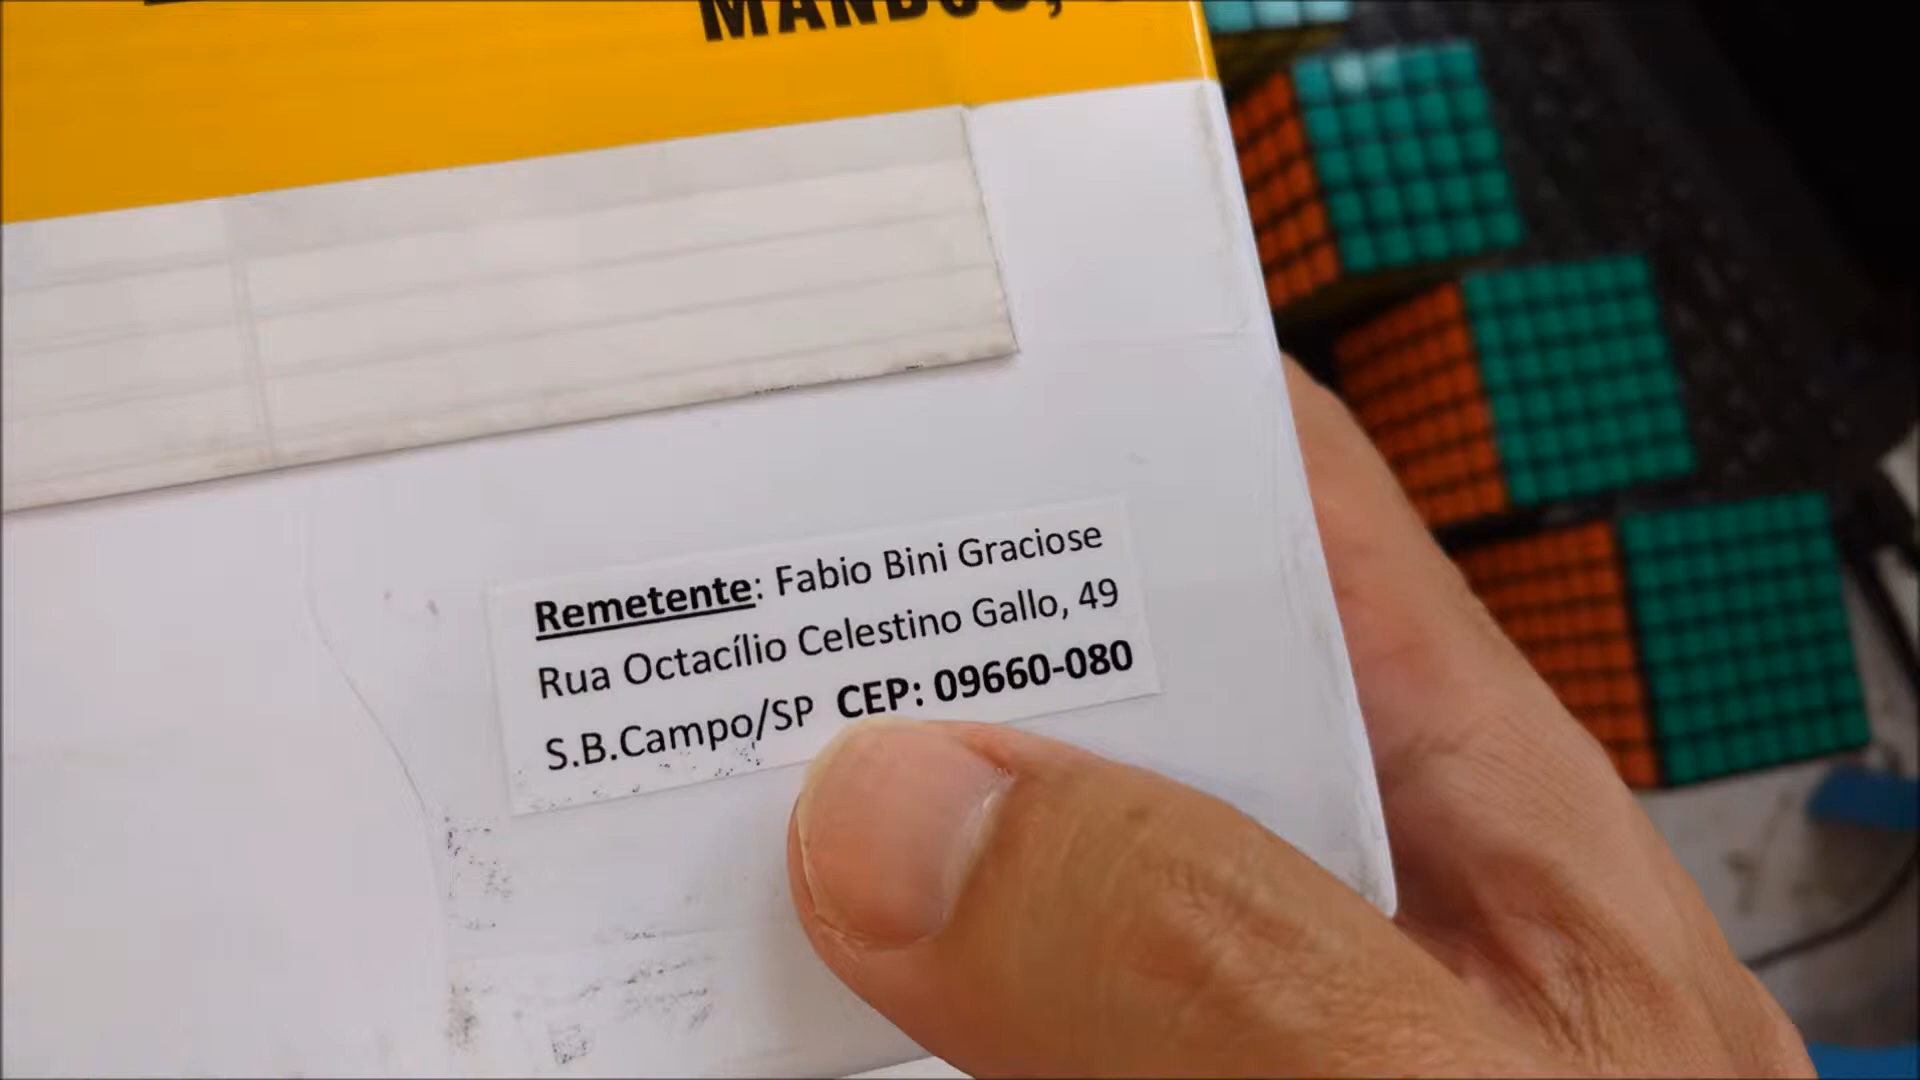 Remetente: Fabio Bini Graciose
Rua Octacílio Celestino Gallo, 49
S.B.Campo/SP CEP: 09660-080